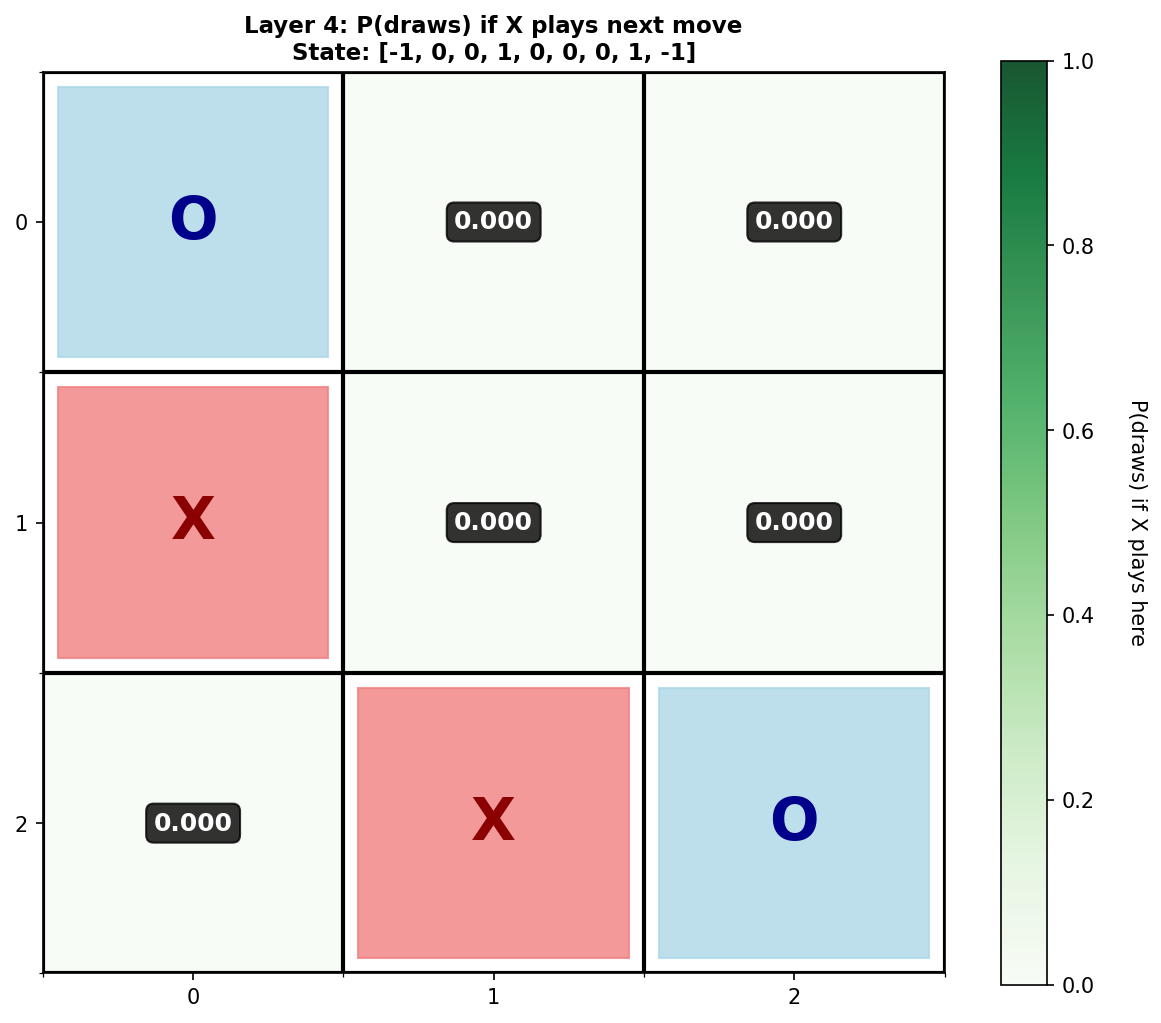 Layer 4: P(draws) if X plays next move
State: [-1, 0, 0, 1, 0, 0, 0, 1, -1]
0
O
0.000
0.000
1
X
0.000
0.000
2
0.000
X
O
0
1
2
1.0
0.8
0.6
0.4
0.2
0.0
P(draws) if X plays here